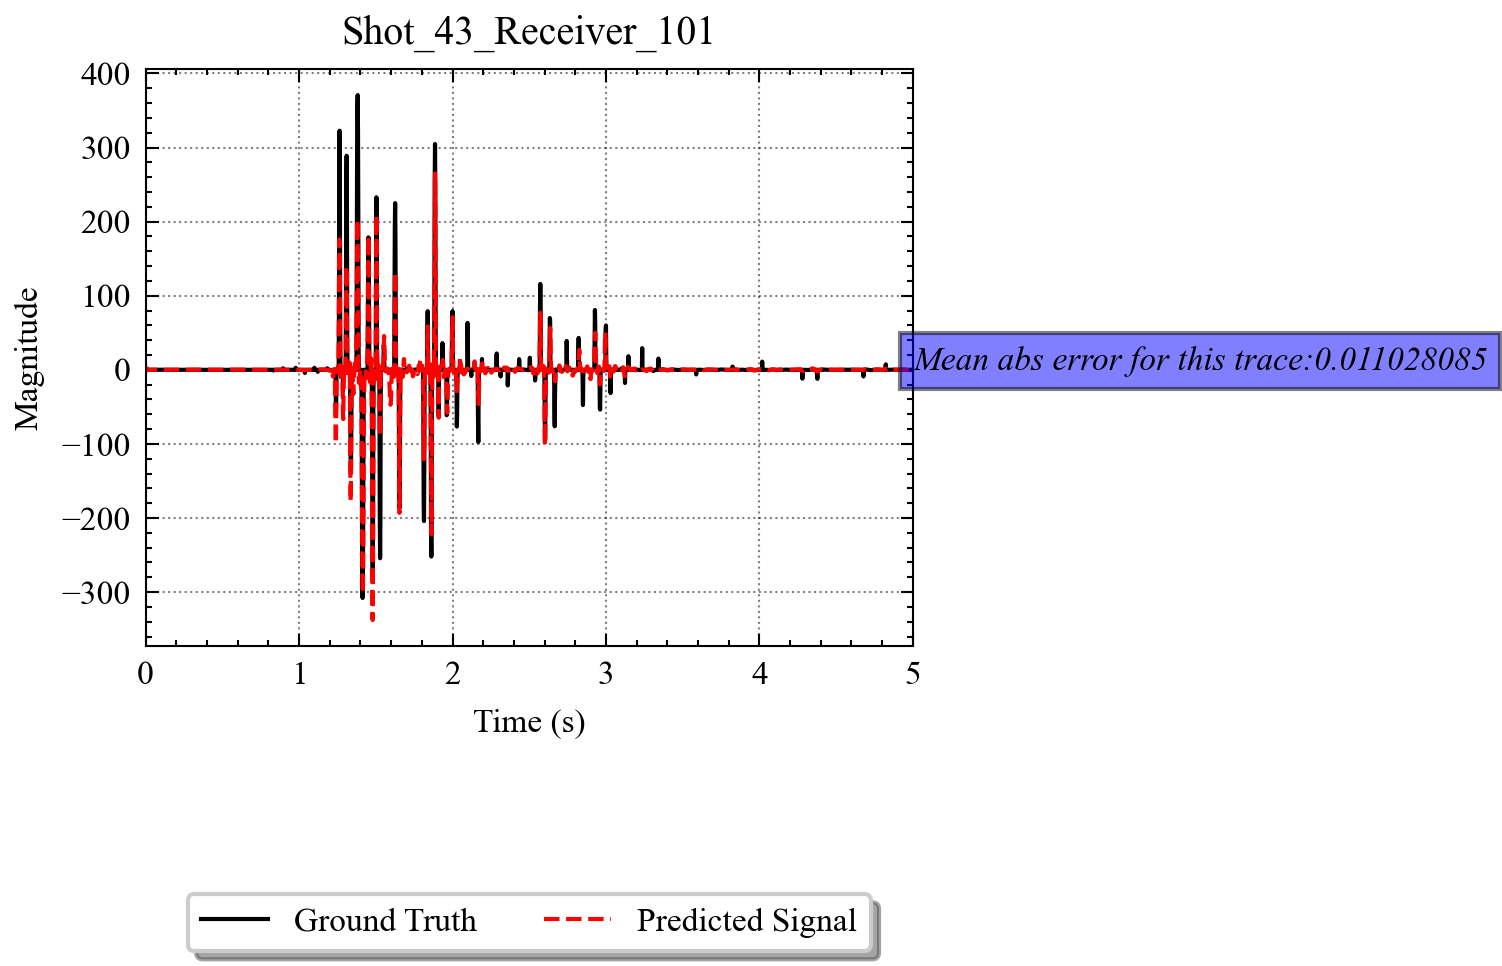 Shot_43_Receiver_101
400
300
200
100
0
−100
−200
−300
Magnitude
0 1 2 3 4 5
Time (s)
Mean abs error for this trace:0.011028085
Ground Truth Predicted Signal